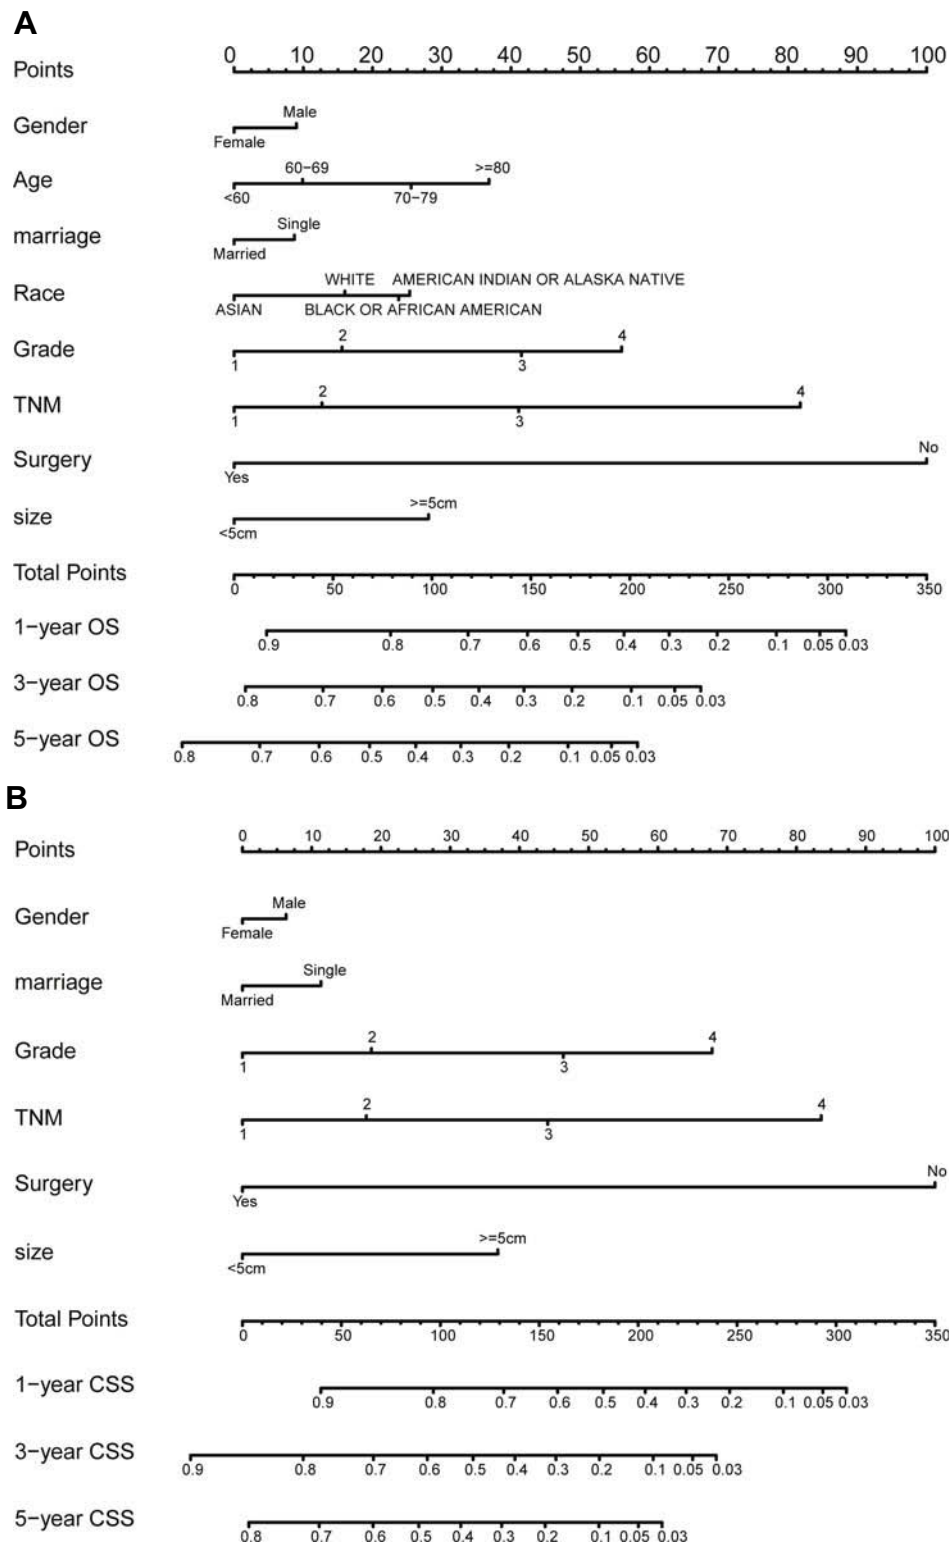 A
Points 0 10 20 30 40 50 60 70 80 90 100
Gender Female Male
Age <60 60−69 70−79 >=80
marriage Married Single
Race ASIAN WHITE BLACK OR AFRICAN AMERICAN AMERICAN INDIAN OR ALASKA NATIVE
Grade 1 2 3 4
TNM 1 2 3 4
Surgery Yes No
size <5cm >=5cm
Total Points 0 50 100 150 200 250 300 350
1−year OS 0.9 0.8 0.7 0.6 0.5 0.4 0.3 0.2 0.1 0.05 0.03
3−year OS 0.8 0.7 0.6 0.5 0.4 0.3 0.2 0.1 0.05 0.03
5−year OS 0.8 0.7 0.6 0.5 0.4 0.3 0.2 0.1 0.05 0.03
B
Points 0 10 20 30 40 50 60 70 80 90 100
Gender Female Male
marriage Married Single
Grade 1 2 3 4
TNM 1 2 3 4
Surgery Yes No
size <5cm >=5cm
Total Points 0 50 100 150 200 250 300 350
1−year CSS 0.9 0.8 0.7 0.6 0.5 0.4 0.3 0.2 0.1 0.05 0.03
3−year CSS 0.9 0.8 0.7 0.6 0.5 0.4 0.3 0.2 0.1 0.05 0.03
5−year CSS 0.8 0.7 0.6 0.5 0.4 0.3 0.2 0.1 0.05 0.03